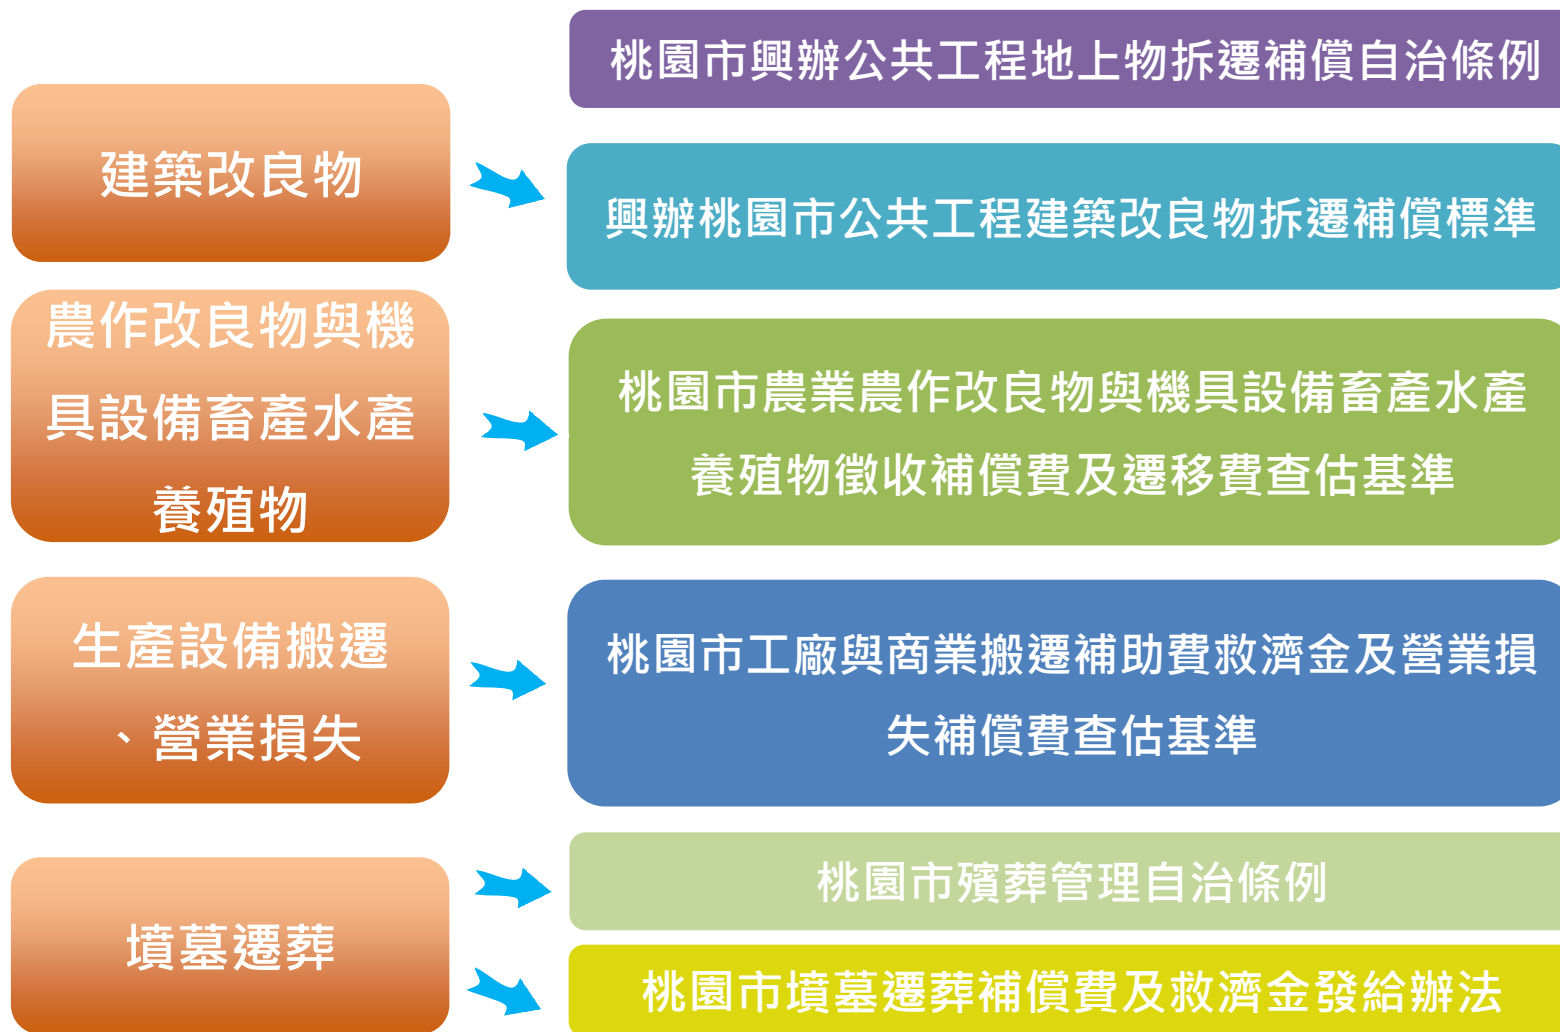 桃園市興辦公共工程地上物拆遷補償自治條例
建築改良物
興辦桃園市公共工程建築改良物拆遷補償標準
農作改良物與機
具設備畜產水產
養殖物
桃園市農業農作改良物與機具設備畜產水產
養殖物徵收補償費及遷移費查估基準
生產設備搬遷
、營業損失
桃園市工廠與商業搬遷補助費救濟金及營業損
失補償費查估基準
墳墓遷葬
桃園市殯葬管理自治條例
桃園市墳墓遷葬補償費及救濟金發給辦法